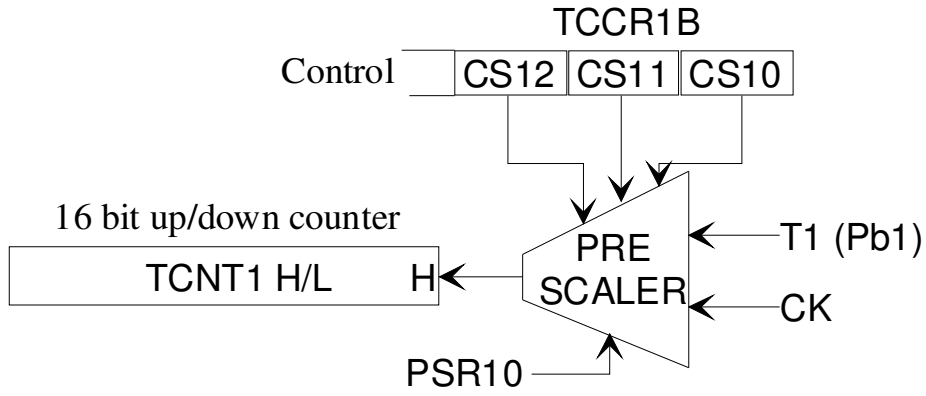 TCCR1B
Control CS12 CS11 CS10
16 bit up/down counter
TCNT1 H/L H
PRE
SCALER
T1 (Pb1)
CK
PSR10